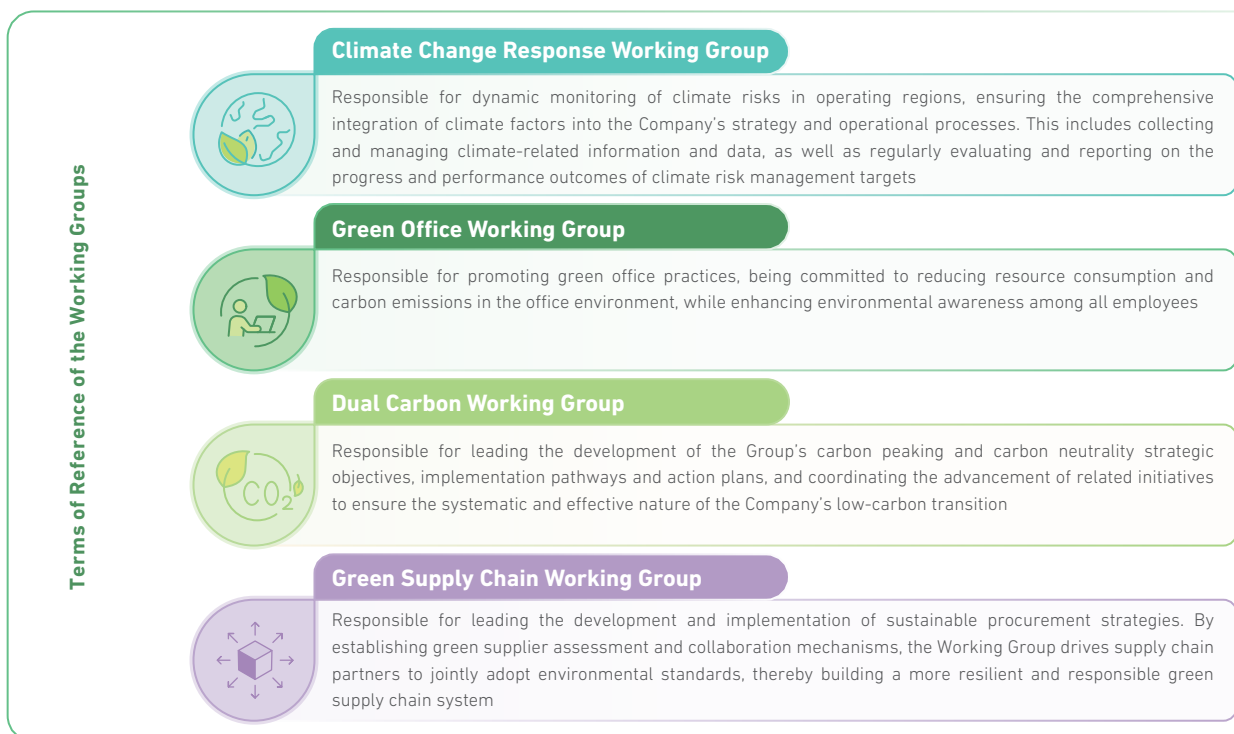 Terms of Reference of the Working Groups
Climate Change Response Working Group
Responsible for dynamic monitoring of climate risks in operating regions, ensuring the comprehensive
integration of climate factors into the Company's strategy and operational processes. This includes collecting
and managing climate-related information and data, as well as regularly evaluating and reporting on the
progress and performance outcomes of climate risk management targets
Green Office Working Group
Responsible for promoting green office practices, being committed to reducing resource consumption and
carbon emissions in the office environment, while enhancing environmental awareness among all employees
Dual Carbon Working Group
Responsible for leading the development of the Group's carbon peaking and carbon neutrality strategic
objectives, implementation pathways and action plans, and coordinating the advancement of related initiatives
to ensure the systematic and effective nature of the Company's low-carbon transition
CO2
Green Supply Chain Working Group
Responsible for leading the development and implementation of sustainable procurement strategies. By
establishing green supplier assessment and collaboration mechanisms, the Working Group drives supply chain
partners to jointly adopt environmental standards, thereby building a more resilient and responsible green
supply chain system